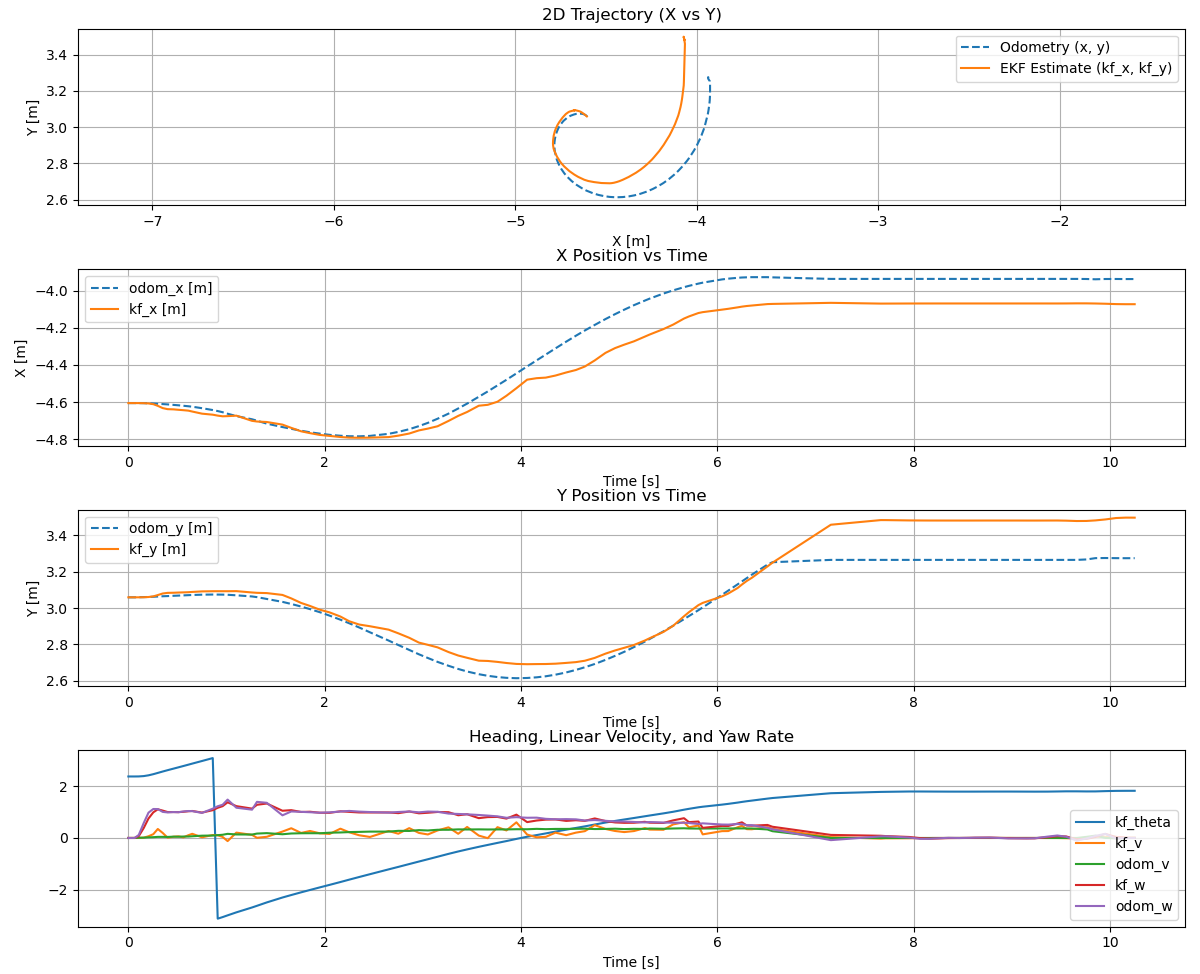 2D Trajectory (X vs Y)
3.4
3.2
3.0
2.8
2.6
Y [m]
Odometry (x, y)
EKF Estimate (kf_x, kf_y)
−7 −6 −5 −4 −3 −2
X [m]
X Position vs Time
−4.0
−4.2
−4.4
−4.6
−4.8
X [m]
odom_x [m]
kf_x [m]
0 2 4 6 8 10
Time [s]
Y Position vs Time
3.4
3.2
3.0
2.8
2.6
Y [m]
odom_y [m]
kf_y [m]
0 2 4 6 8 10
Time [s]
Heading, Linear Velocity, and Yaw Rate
2
0
−2
kf_theta
kf_v
odom_v
kf_w
odom_w
0 2 4 6 8 10
Time [s]